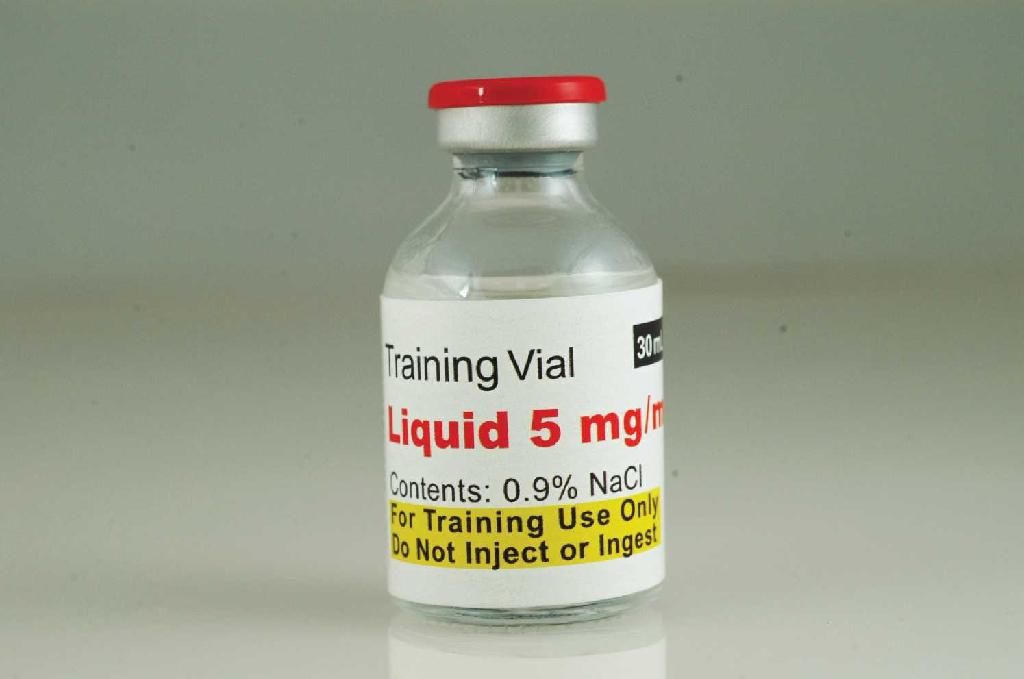 30m
Training Vial
Liquid 5 mg/m
Contents: 0.9% NaCl
For Training Use Only
Do Not Inject or Ingest